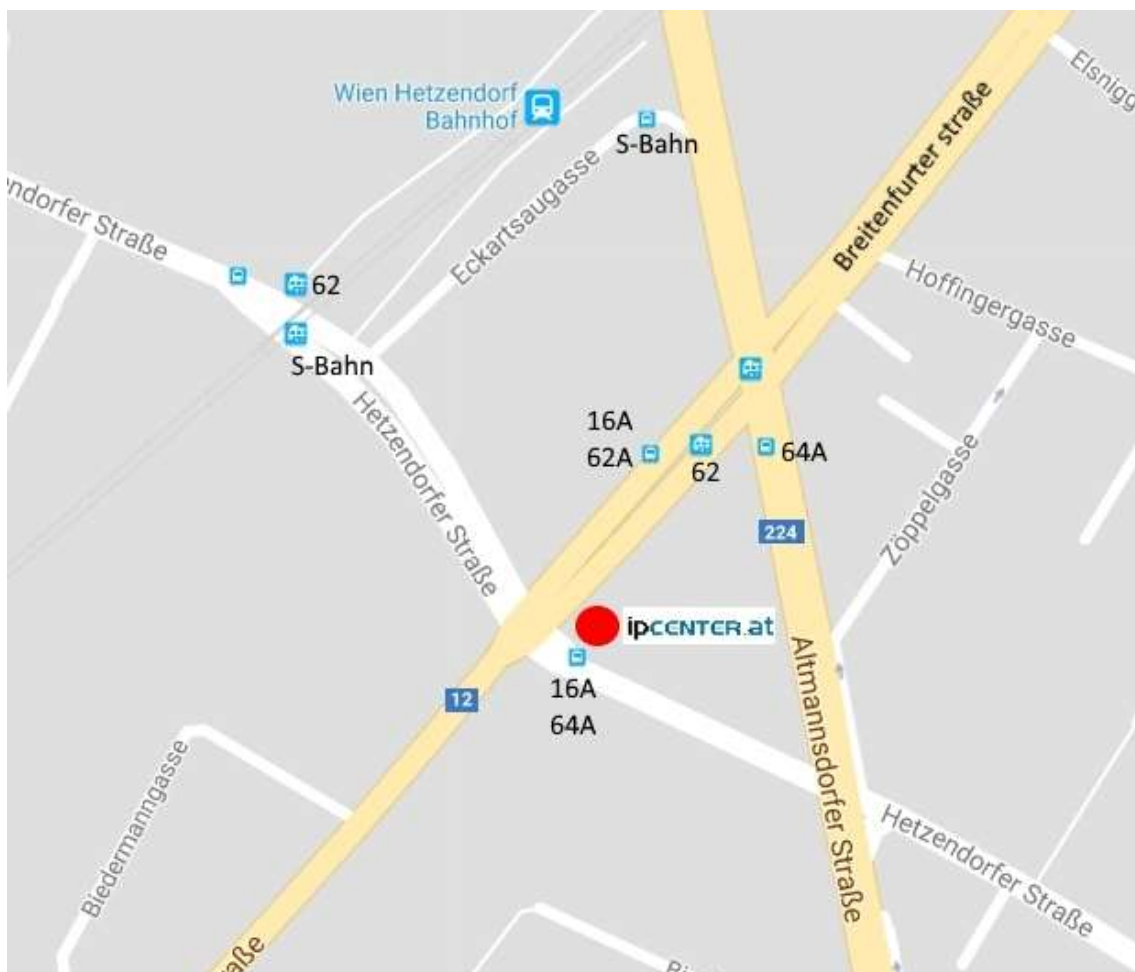 Wien Hetzendorf
Bahnhof
S-Bahn
Elsnigg
Breitenfurter straße
Eckartsaugasse
ndorfer Straße
62
S-Bahn
Hoffingergasse
Hetzendorfer Straße
16A
62A
62
64A
Zöppelgasse
224
ipcenter.at
16A
64A
12
Altmannsdorfer Straße
Biedermanngasse
Hetzendorfer Straße
aße